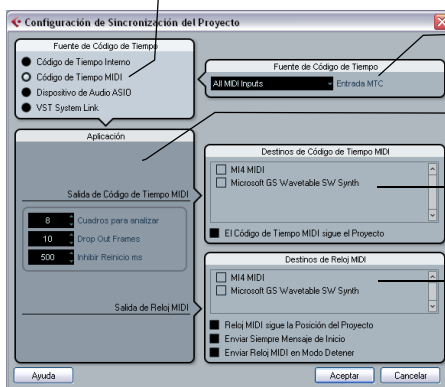 Configuración de Sincronización del Proyecto
Fuente de Código de Tiempo
Código de Tiempo Interno
Código de Tiempo MIDI
Dispositivo de Audio ASIO
VST System Link
Fuente de Código de Tiempo
All MIDI Inputs Entrada MTC
Aplicación
Salida de Código de Tiempo MIDI
8 Cuadros para analizar
10 Drop Out Frames
500 Inhibir Reinicio ms
Salida de Reloj MIDI
Destinos de Código de Tiempo MIDI
MI4 MIDI
Microsoft GS Wavetable SW Synth
El Código de Tiempo MIDI sigue el Proyecto
Destinos de Reloj MIDI
MI4 MIDI
Microsoft GS Wavetable SW Synth
Reloj MIDI sigue la Posición del Proyecto
Enviar Siempre Mensaje de Inicio
Enviar Reloj MIDI en Modo Detener
Ayuda
Aceptar
Cancelar